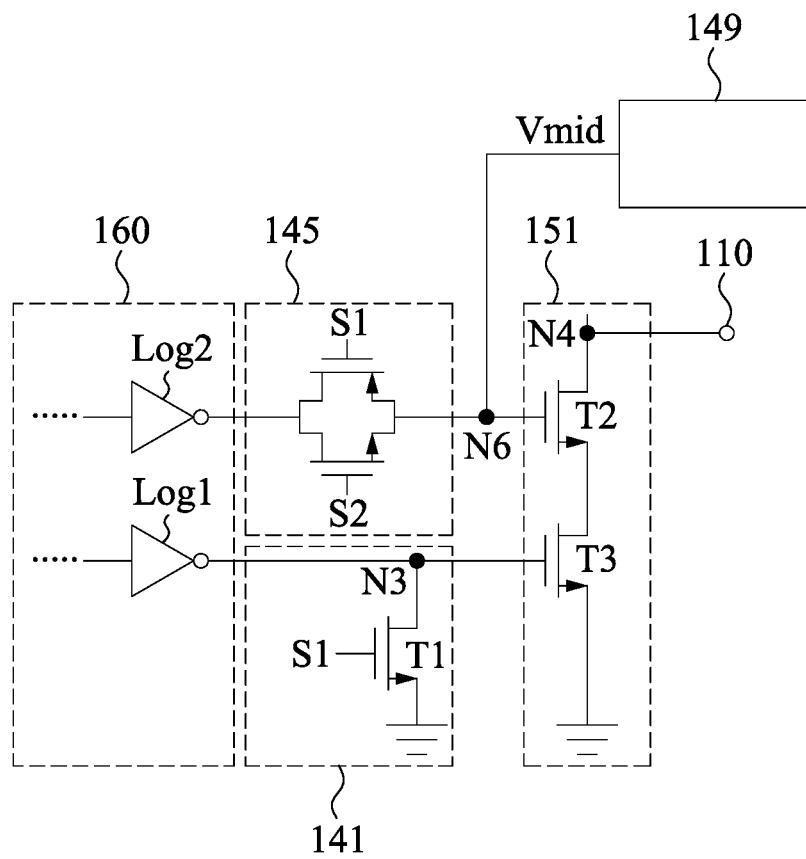 149
Vmid
160
145
151
110
S1
N4
Log2
.....
T2
N6
Log1
S2
.....
T3
N3
S1
T1
141